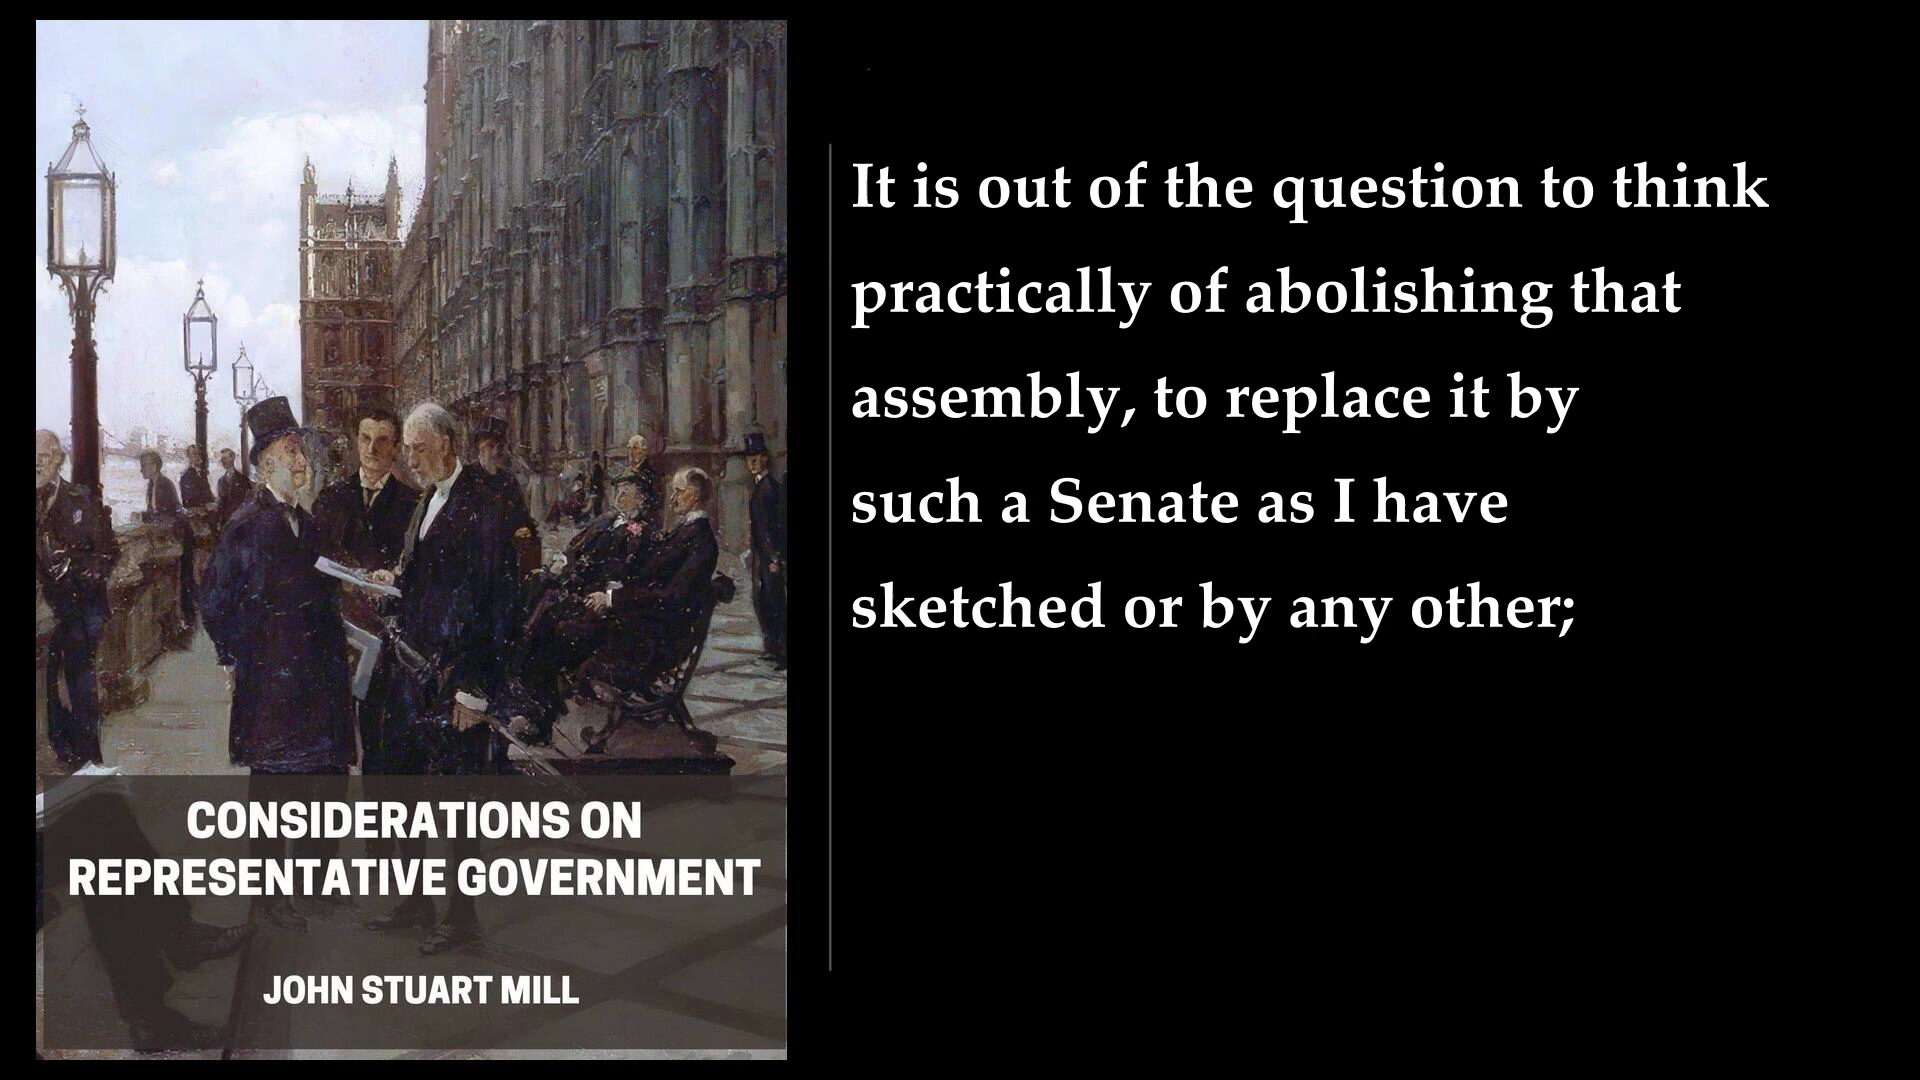 CONSIDERATIONS ON
REPRESENTATIVE GOVERNMENT
JOHN STUART MILL
It is out of the question to think
practically of abolishing that
assembly, to replace it by
such a Senate as I have
sketched or by any other;